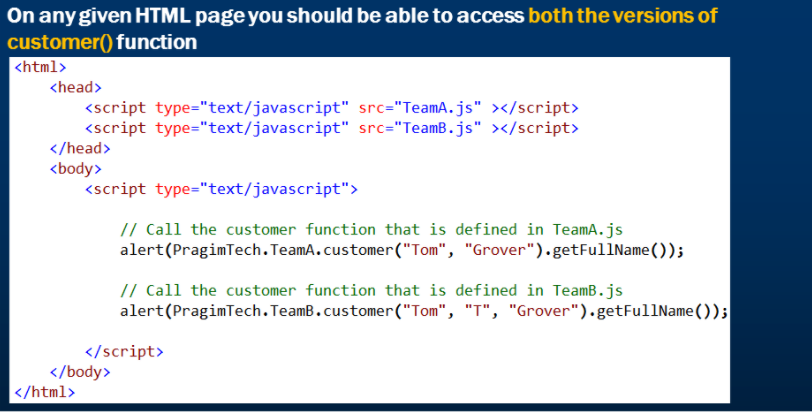 On any given HTML page you should be able to access both the versions of
customer() function
<html>
<head>
<script type="text/javascript" src="TeamA.js" ></script>
<script type="text/javascript" src="TeamB.js" ></script>
</head>
<body>
<script type="text/javascript">
// Call the customer function that is defined in TeamA.js
alert(PragimTech.TeamA.customer("Tom", "Grover").getFullName());
// Call the customer function that is defined in TeamB.js
alert(PragimTech.TeamB.customer("Tom", "T", "Grover").getFullName());
</script>
</body>
</html>